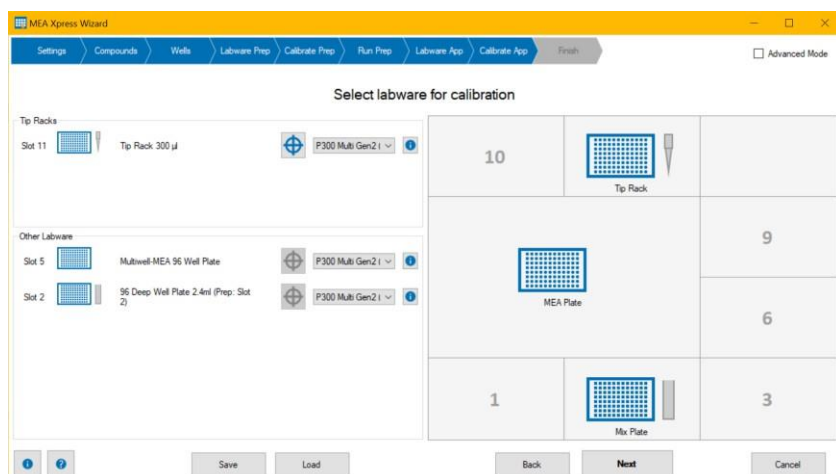 MEA Xpress Wizard
Settings
Compounds
Wells
Labware Prep
Calibrate Prep
Run Prep
Labware App
Calibrate App
Finish
Advanced Mode
Select labware for calibration
Tip Racks
Slot 11
Tip Rack 300 µl
P300 Multi Gen2 (
10
Tip Rack
Other Labware
Slot 5
Multiwell-MEA 96 Well Plate
P300 Multi Gen2 (
Slot 2
96 Deep Well Plate 2.4ml (Prep: Slot
2)
P300 Multi Gen2 (
MEA Plate
9
6
1
Mix Plate
3
Save
Load
Back
Next
Cancel